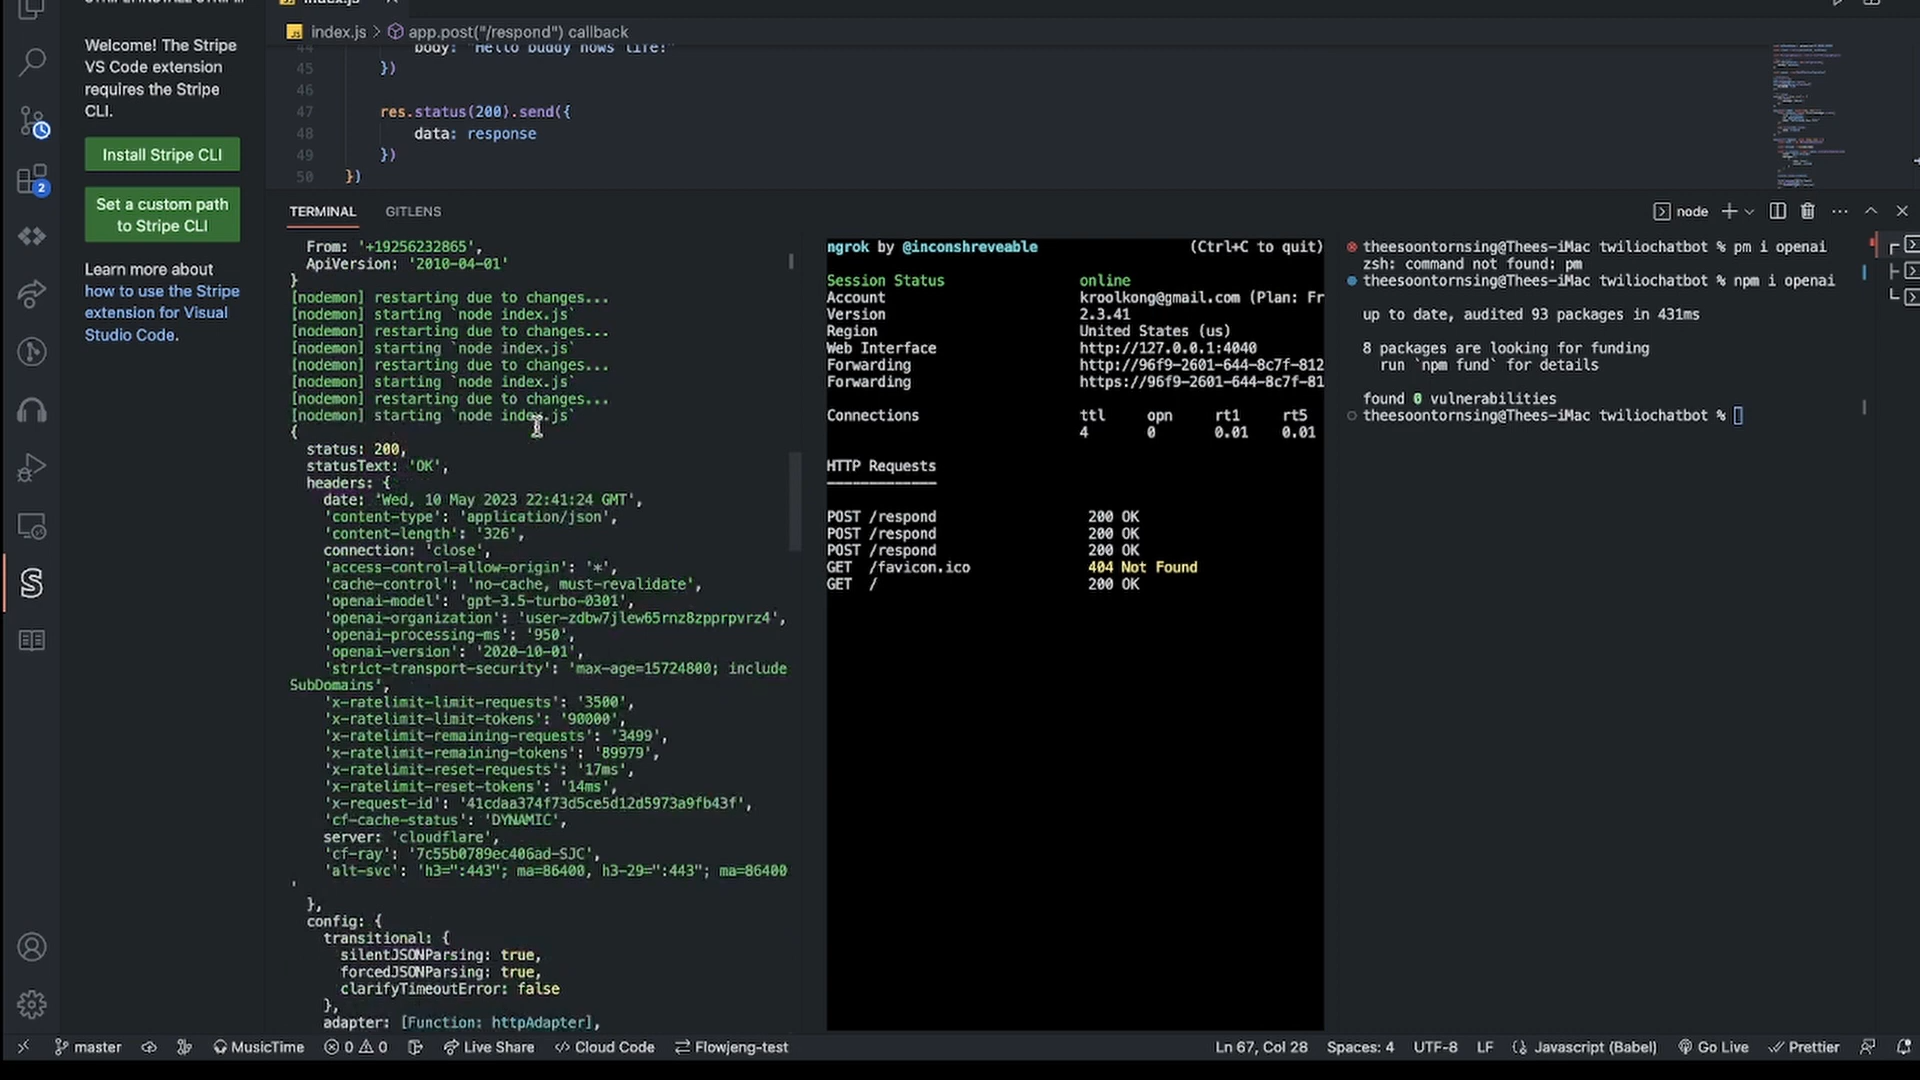 index.js
Welcome! The Stripe
VS Code extension
requires the Stripe
CLI.
Install Stripe CLI
Set a custom path
to Stripe CLI
Learn more about
how to use the Stripe
extension for Visual
Studio Code.
2
index.js > app.post("/respond") callback
44 body: "Hello buddy hows life!"
45 })
46
47 res.status(200).send({
48 data: response
49 })
50 })
TERMINAL GITLENS
node
From: '+19256232865',
ApiVersion: '2010-04-01'
}
[nodemon] restarting due to changes...
[nodemon] starting `node index.js`
[nodemon] restarting due to changes...
[nodemon] starting `node index.js`
[nodemon] restarting due to changes...
[nodemon] starting `node index.js`
[nodemon] restarting due to changes...
[nodemon] starting `node index.js`
{
status: 200,
statusText: 'OK',
headers: {
date: 'Wed, 10 May 2023 22:41:24 GMT',
'content-type': 'application/json',
'content-length': '326',
connection: 'close',
'access-control-allow-origin': '*',
'cache-control': 'no-cache, must-revalidate',
'openai-model': 'gpt-3.5-turbo-0301',
'openai-organization': 'user-zdbw7jlew65rnz8zpprpvrz4',
'openai-processing-ms': '950',
'openai-version': '2020-10-01',
'strict-transport-security': 'max-age=15724800; include
SubDomains',
'x-ratelimit-limit-requests': '3500',
'x-ratelimit-limit-tokens': '90000',
'x-ratelimit-remaining-requests': '3499',
'x-ratelimit-remaining-tokens': '89979',
'x-ratelimit-reset-requests': '17ms',
'x-ratelimit-reset-tokens': '14ms',
'x-request-id': '41cdaa374f73d5ce5d12d5973a9fb43f',
'cf-cache-status': 'DYNAMIC',
server: 'cloudflare',
'cf-ray': '7c55b0789ec406ad-SJC',
'alt-svc': 'h3=":443"; ma=86400, h3-29=":443"; ma=86400
'
},
config: {
transitional: {
silentJSONParsing: true,
forcedJSONParsing: true,
clarifyTimeoutError: false
},
adapter: [Function: httpAdapter],
ngrok by @inconshreveable (Ctrl+C to quit)
Session Status online
Account kroolkong@gmail.com (Plan: Fr
Version 2.3.41
Region United States (us)
Web Interface http://127.0.0.1:4040
Forwarding http://96f9-2601-644-8c7f-812
Forwarding https://96f9-2601-644-8c7f-81
Connections ttl opn rt1 rt5
4 0 0.01 0.01
HTTP Requests
-------------
POST /respond 200 OK
POST /respond 200 OK
POST /respond 200 OK
GET /favicon.ico 404 Not Found
GET / 200 OK
theesoontornsing@Thees-iMac twiliochatbot % pm i openai
zsh: command not found: pm
theesoontornsing@Thees-iMac twiliochatbot % npm i openai
up to date, audited 93 packages in 431ms
8 packages are looking for funding
run `npm fund` for details
found 0 vulnerabilities
theesoontornsing@Thees-iMac twiliochatbot %
master MusicTime 0 0 Live Share Cloud Code Flowjeng-test Ln 67, Col 28 Spaces: 4 UTF-8 LF Javascript (Babel) Go Live Prettier